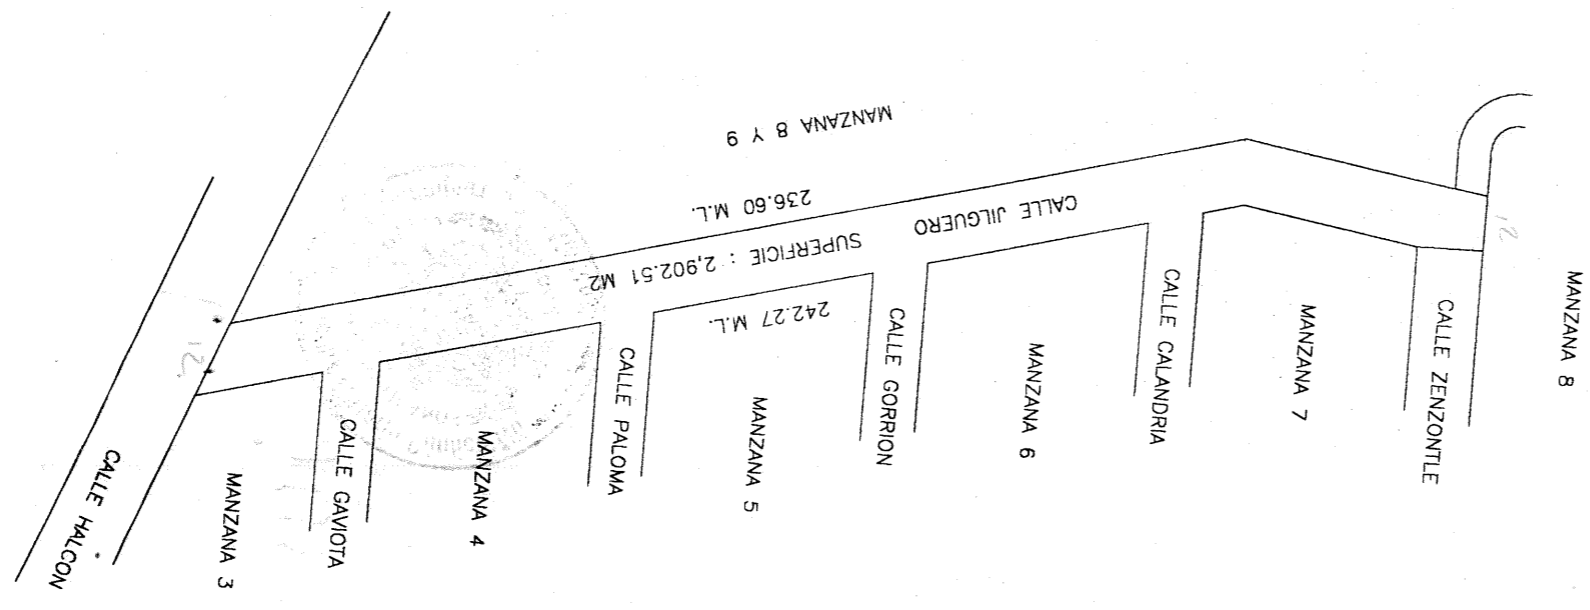 MANZANA 8 Y 9
236.60 M.L.
CALLE JILGUERO
SUPERFICIE : 2,902.51 M2
242.27 M.L.
CALLE HALCON
MANZANA 3
CALLE GAVIOTA
MANZANA 4
CALLE PALOMA
MANZANA 5
CALLE GORRION
MANZANA 6
CALLE CALANDRIA
MANZANA 7
CALLE ZENZONTLE
MANZANA 8
12
12